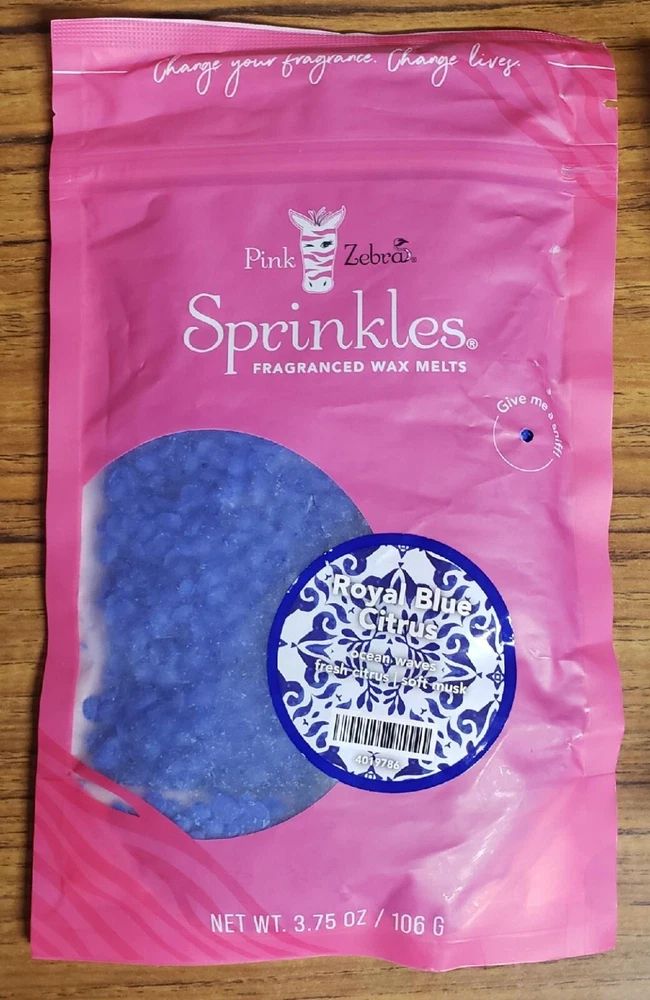 Change your fragrance. Change lives.
Pink Zebra®
Sprinkles®
FRAGRANCED WAX MELTS
Give me a sniff!
Royal Blue
Citrus
ocean waves
fresh citrus | soft musk
4019786
NET WT. 3.75 OZ / 106 G